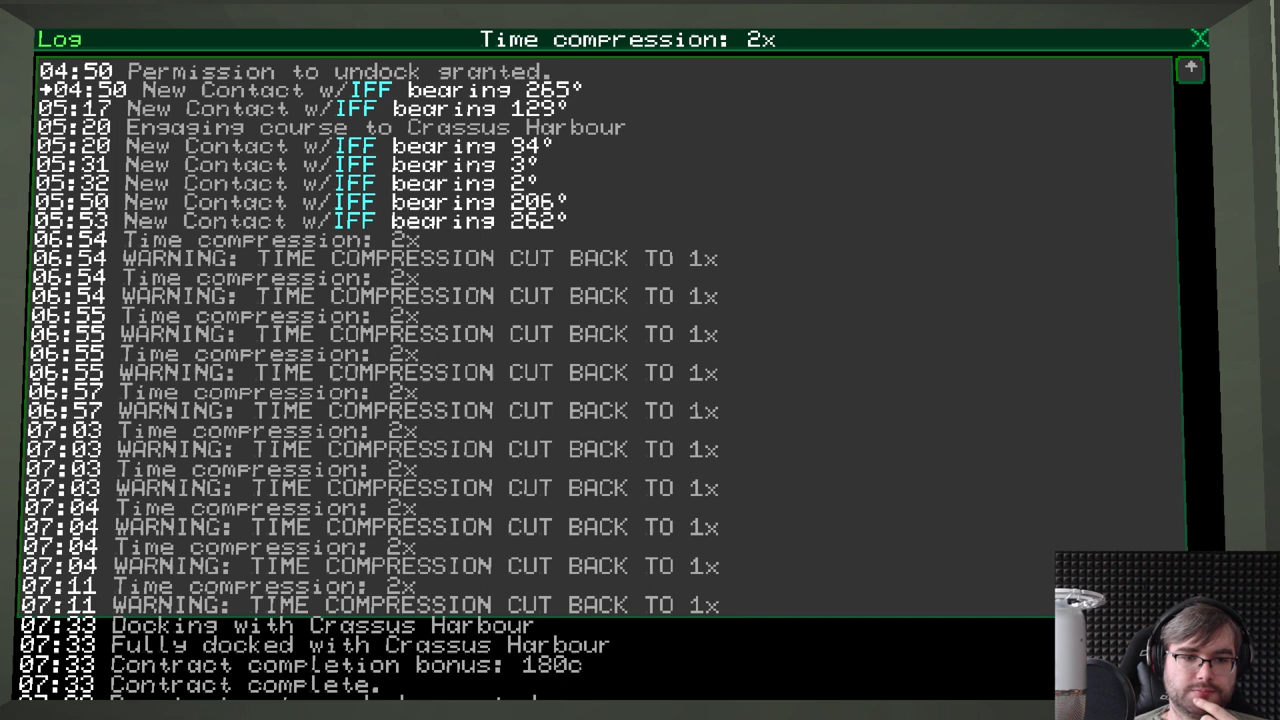 Log
Time compression: 2x
X
04:50 Permission to undock granted.
+04:50 New Contact w/IFF bearing 265°
05:17 New Contact w/IFF bearing 129°
05:20 Engaging course to Crassus Harbour
05:20 New Contact w/IFF bearing 94°
05:31 New Contact w/IFF bearing 3°
05:32 New Contact w/IFF bearing 2°
05:50 New Contact w/IFF bearing 206°
05:53 New Contact w/IFF bearing 262°
06:54 Time compression: 2x
06:54 WARNING: TIME COMPRESSION CUT BACK TO 1x
06:54 Time compression: 2x
06:54 WARNING: TIME COMPRESSION CUT BACK TO 1x
06:55 Time compression: 2x
06:55 WARNING: TIME COMPRESSION CUT BACK TO 1x
06:55 Time compression: 2x
06:55 WARNING: TIME COMPRESSION CUT BACK TO 1x
06:57 Time compression: 2x
06:57 WARNING: TIME COMPRESSION CUT BACK TO 1x
07:03 Time compression: 2x
07:03 WARNING: TIME COMPRESSION CUT BACK TO 1x
07:03 Time compression: 2x
07:03 WARNING: TIME COMPRESSION CUT BACK TO 1x
07:04 Time compression: 2x
07:04 WARNING: TIME COMPRESSION CUT BACK TO 1x
07:04 Time compression: 2x
07:04 WARNING: TIME COMPRESSION CUT BACK TO 1x
07:11 Time compression: 2x
07:11 WARNING: TIME COMPRESSION CUT BACK TO 1x
07:33 Docking with Crassus Harbour
07:33 Fully docked with Crassus Harbour
07:33 Contract completion bonus: 180c
07:33 Contract complete.